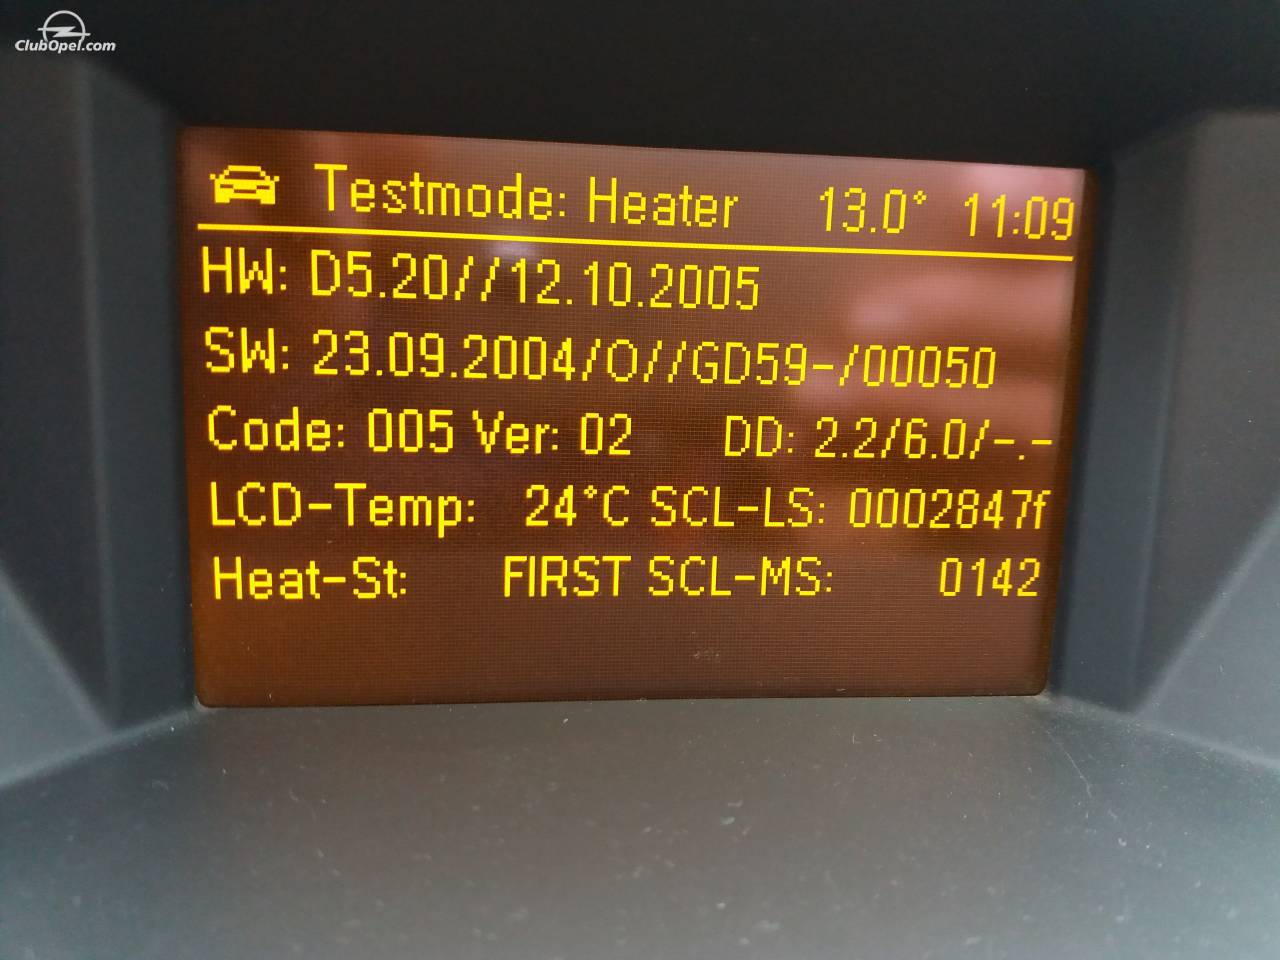 ClubOpel.com
Testmode: Heater 13.0° 11:09
HW: D5.20//12.10.2005
SW: 23.09.2004/O//GD59-/00050
Code: 005 Ver: 02 DD: 2.2/6.0/-.-
LCD-Temp: 24°C SCL-LS: 0002847f
Heat-St: FIRST SCL-MS: 0142